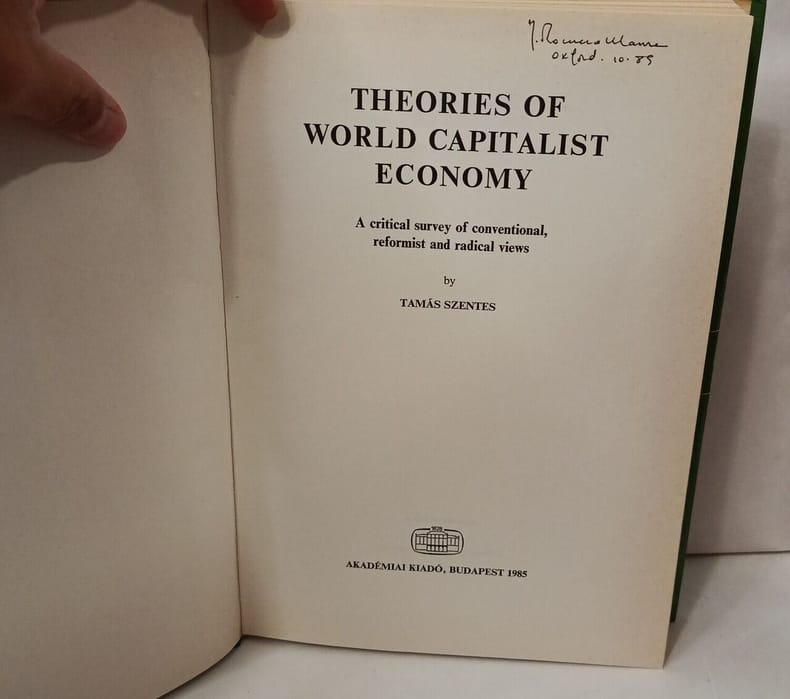 Oxford. 10. 85
THEORIES OF
WORLD CAPITALIST
ECONOMY
A critical survey of conventional,
reformist and radical views
by
TAMÁS SZENTES
AKADÉMIAI KIADÓ, BUDAPEST 1985